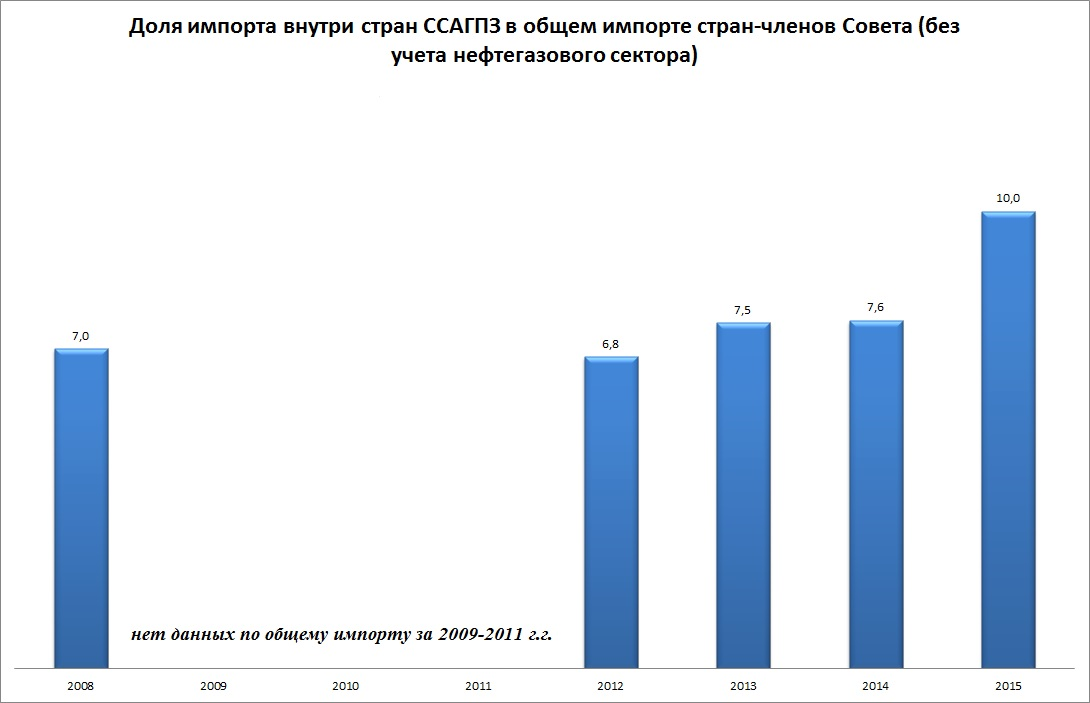 Доля импорта внутри стран ССАГПЗ в общем импорте стран-членов Совета (без
учета нефтегазового сектора)
10,0
7,6
7,5
7,0
6,8
нет данных по общему импорту за 2009-2011 г.г.
2008 2009 2010 2011 2012 2013 2014 2015